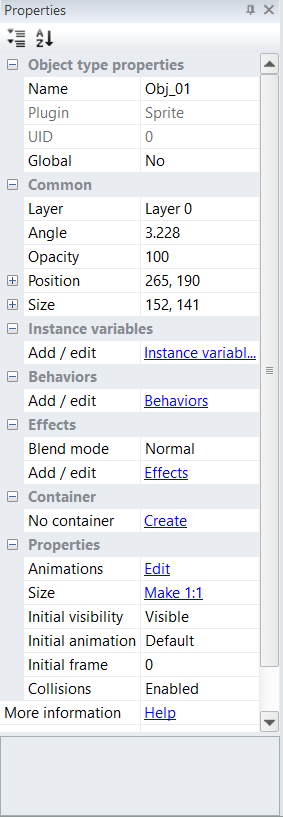 Properties
A
Z
Object type properties
Name Obj_01
Plugin Sprite
UID 0
Global No
Common
Layer Layer 0
Angle 3.228
Opacity 100
Position 265, 190
Size 152, 141
Instance variables
Add / edit Instance variabl...
Behaviors
Add / edit Behaviors
Effects
Blend mode Normal
Add / edit Effects
Container
No container Create
Properties
Animations Edit
Size Make 1:1
Initial visibility Visible
Initial animation Default
Initial frame 0
Collisions Enabled
More information Help